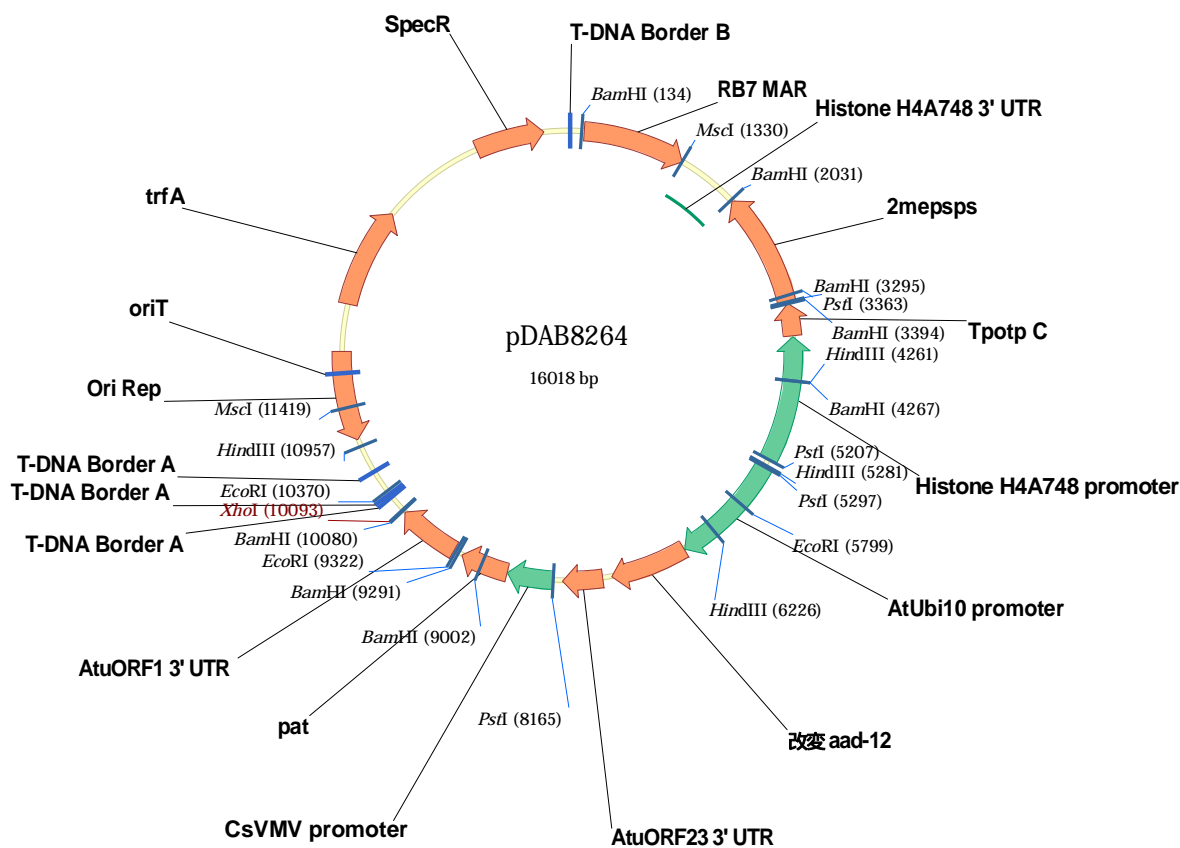 SpecR
T-DNA Border B
BamHI (134)
RB7 MAR
Histone H4A748 3' UTR
MscI (1330)
BamHI (2031)
2mepsps
BamHI (3295)
PstI (3363)
BamHI (3394)
Tpotp C
HindIII (4261)
BamHI (4267)
PstI (5207)
HindIII (5281)
Histone H4A748 promoter
PstI (5297)
EcoRI (5799)
AtUbi10 promoter
HindIII (6226)
改変 aad-12
AtuORF23 3' UTR
PstI (8165)
CsVMV promoter
BamHI (9002)
pat
BamHI (9291)
AtuORF1 3' UTR
EcoRI (9322)
BamHI (10080)
XhoI (10093)
T-DNA Border A
EcoRI (10370)
T-DNA Border A
T-DNA Border A
HindIII (10957)
MscI (11419)
Ori Rep
oriT
trfA
pDAB8264
16018 bp